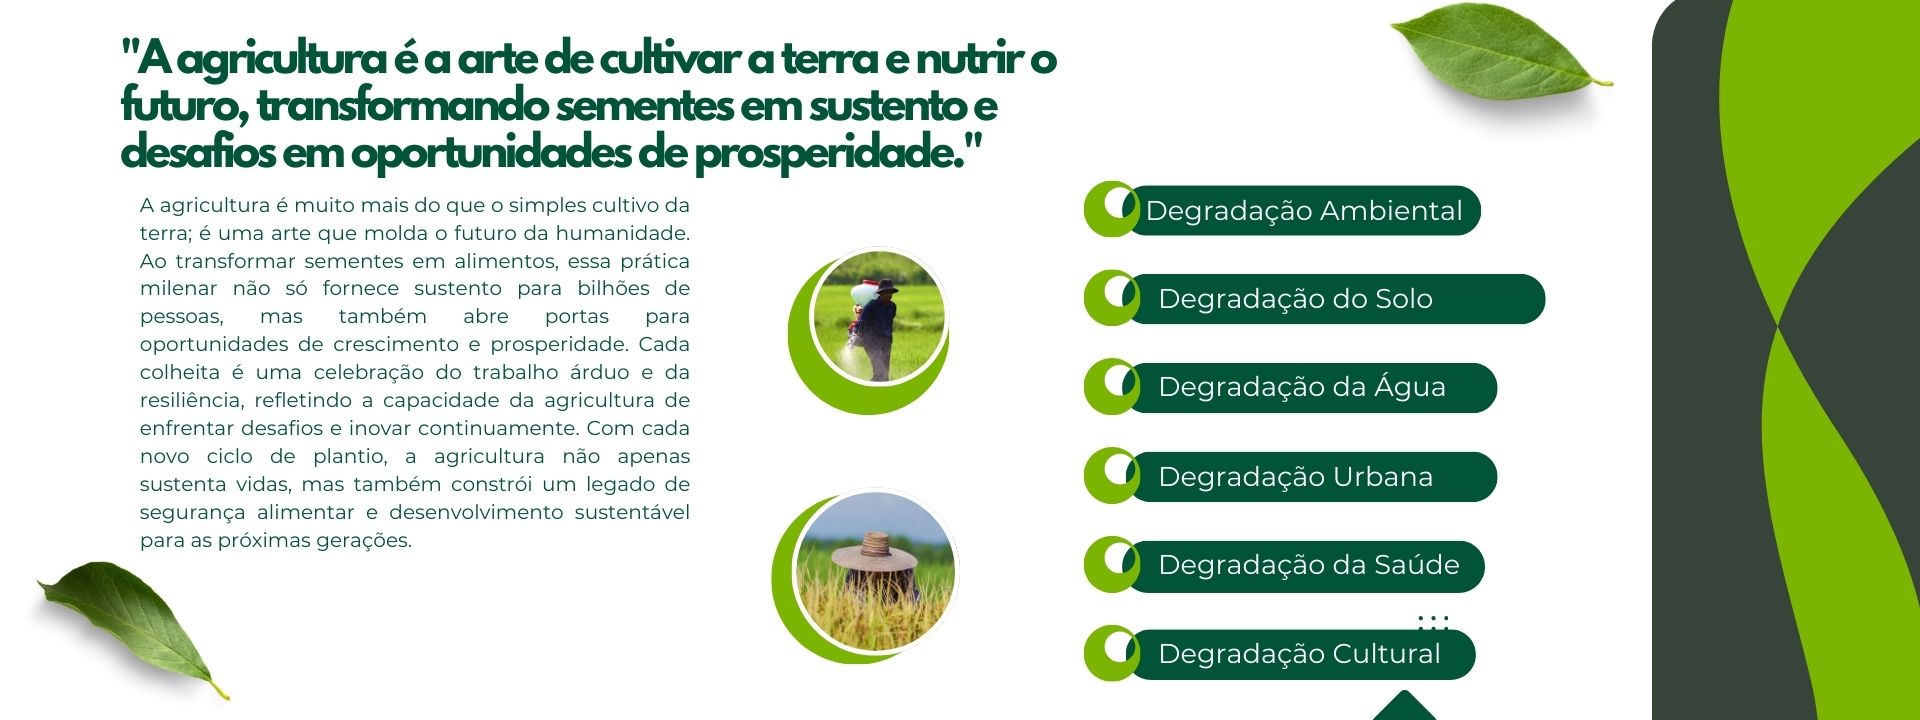 "A agricultura é a arte de cultivar a terra e nutrir o
futuro, transformando sementes em sustento e
desafios em oportunidades de prosperidade."
A agricultura é muito mais do que o simples cultivo da
terra; é uma arte que molda o futuro da humanidade.
Ao transformar sementes em alimentos, essa prática
milenar não só fornece sustento para bilhões de
pessoas, mas também abre portas para
oportunidades de crescimento e prosperidade. Cada
colheita é uma celebração do trabalho árduo e da
resiliência, refletindo a capacidade da agricultura de
enfrentar desafios e inovar continuamente. Com cada
novo ciclo de plantio, a agricultura não apenas
sustenta vidas, mas também constrói um legado de
segurança alimentar e desenvolvimento sustentável
para as próximas gerações.
Degradação Ambiental
Degradação do Solo
Degradação da Água
Degradação Urbana
Degradação da Saúde
Degradação Cultural